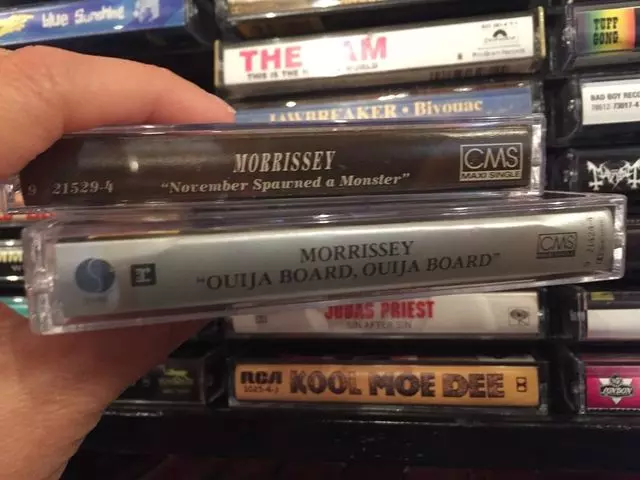 Blue Sunshine
THE JAM
THIS IS THE WORLD
JAWBREAKER • Bivouac
TUFF
GONG
BAD BOY RECO
MORRISSEY
9 21529-4 "November Spawned a Monster"
CMS
MAXI SINGLE
MORRISSEY
"OUIJA BOARD, OUIJA BOARD"
CMS
JUDAS PRIEST
SIN AFTER SIN
RCA
KOOL MOE DEE
LONDON